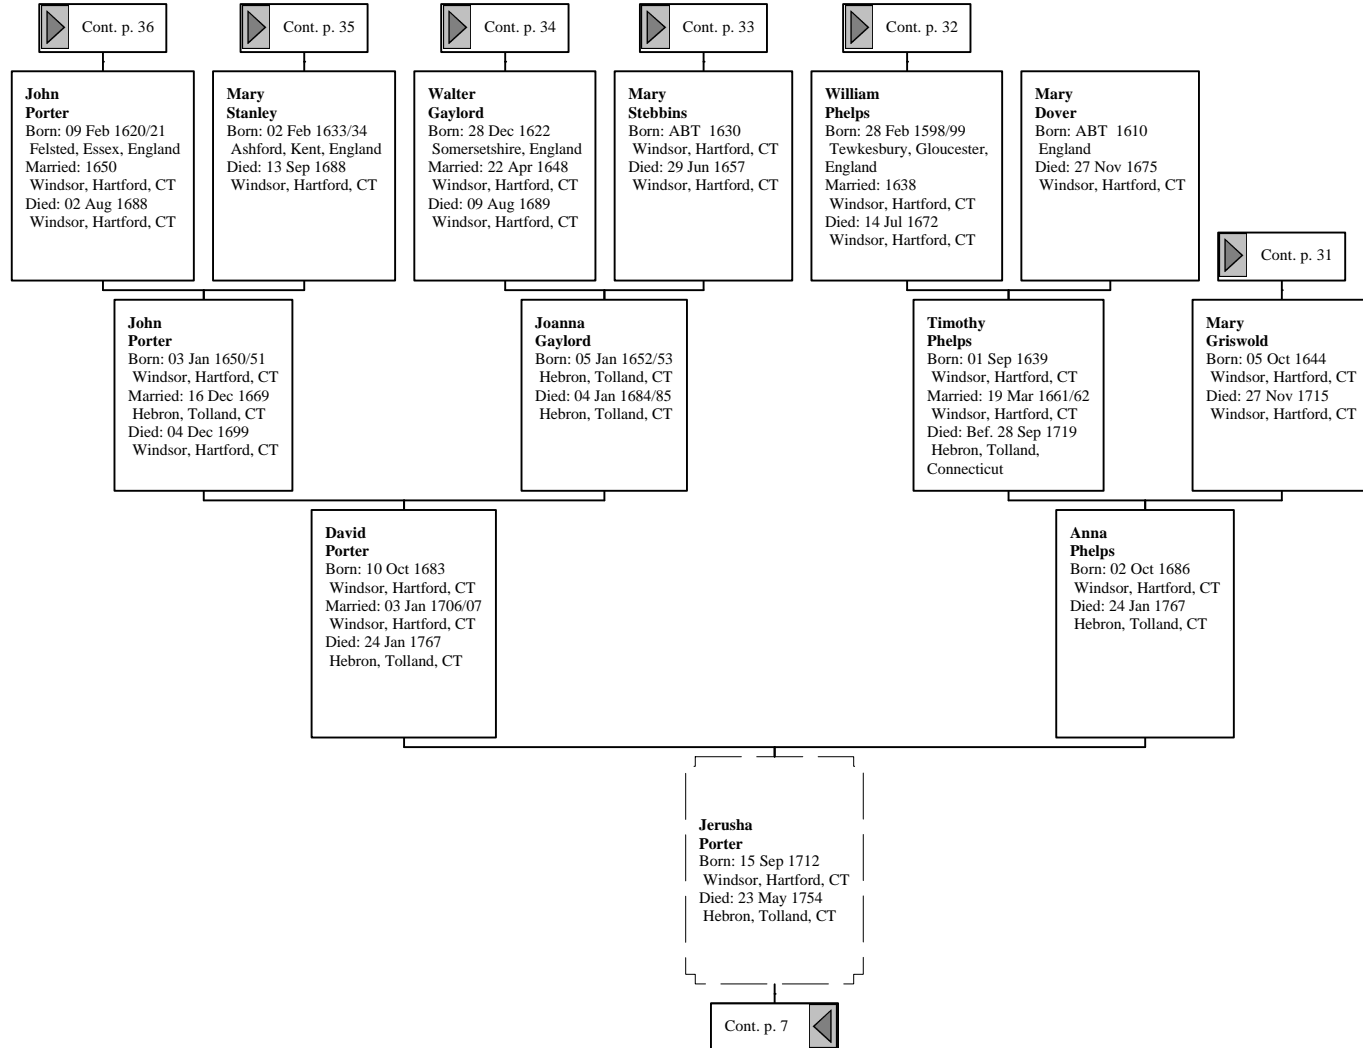 Cont. p. 36
Cont. p. 35
Cont. p. 34
Cont. p. 33
Cont. p. 32
John
Porter
Born: 09 Feb 1620/21
Felsted, Essex, England
Married: 1650
Windsor, Hartford, CT
Died: 02 Aug 1688
Windsor, Hartford, CT
Mary
Stanley
Born: 02 Feb 1633/34
Ashford, Kent, England
Died: 13 Sep 1688
Windsor, Hartford, CT
Walter
Gaylord
Born: 28 Dec 1622
Somersetshire, England
Married: 22 Apr 1648
Windsor, Hartford, CT
Died: 09 Aug 1689
Windsor, Hartford, CT
Mary
Stebbins
Born: ABT 1630
Windsor, Hartford, CT
Died: 29 Jun 1657
Windsor, Hartford, CT
William
Phelps
Born: 28 Feb 1598/99
Tewkesbury, Gloucester,
England
Married: 1638
Windsor, Hartford, CT
Died: 14 Jul 1672
Windsor, Hartford, CT
Mary
Dover
Born: ABT 1610
England
Died: 27 Nov 1675
Windsor, Hartford, CT
Cont. p. 31
John
Porter
Born: 03 Jan 1650/51
Windsor, Hartford, CT
Married: 16 Dec 1669
Hebron, Tolland, CT
Died: 04 Dec 1699
Windsor, Hartford, CT
Joanna
Gaylord
Born: 05 Jan 1652/53
Hebron, Tolland, CT
Died: 04 Jan 1684/85
Hebron, Tolland, CT
Timothy
Phelps
Born: 01 Sep 1639
Windsor, Hartford, CT
Married: 19 Mar 1661/62
Windsor, Hartford, CT
Died: Bef. 28 Sep 1719
Hebron, Tolland,
Connecticut
Mary
Griswold
Born: 05 Oct 1644
Windsor, Hartford, CT
Died: 27 Nov 1715
Windsor, Hartford, CT
David
Porter
Born: 10 Oct 1683
Windsor, Hartford, CT
Married: 03 Jan 1706/07
Windsor, Hartford, CT
Died: 24 Jan 1767
Hebron, Tolland, CT
Anna
Phelps
Born: 02 Oct 1686
Windsor, Hartford, CT
Died: 24 Jan 1767
Hebron, Tolland, CT
Jerusha
Porter
Born: 15 Sep 1712
Windsor, Hartford, CT
Died: 23 May 1754
Hebron, Tolland, CT
Cont. p. 7